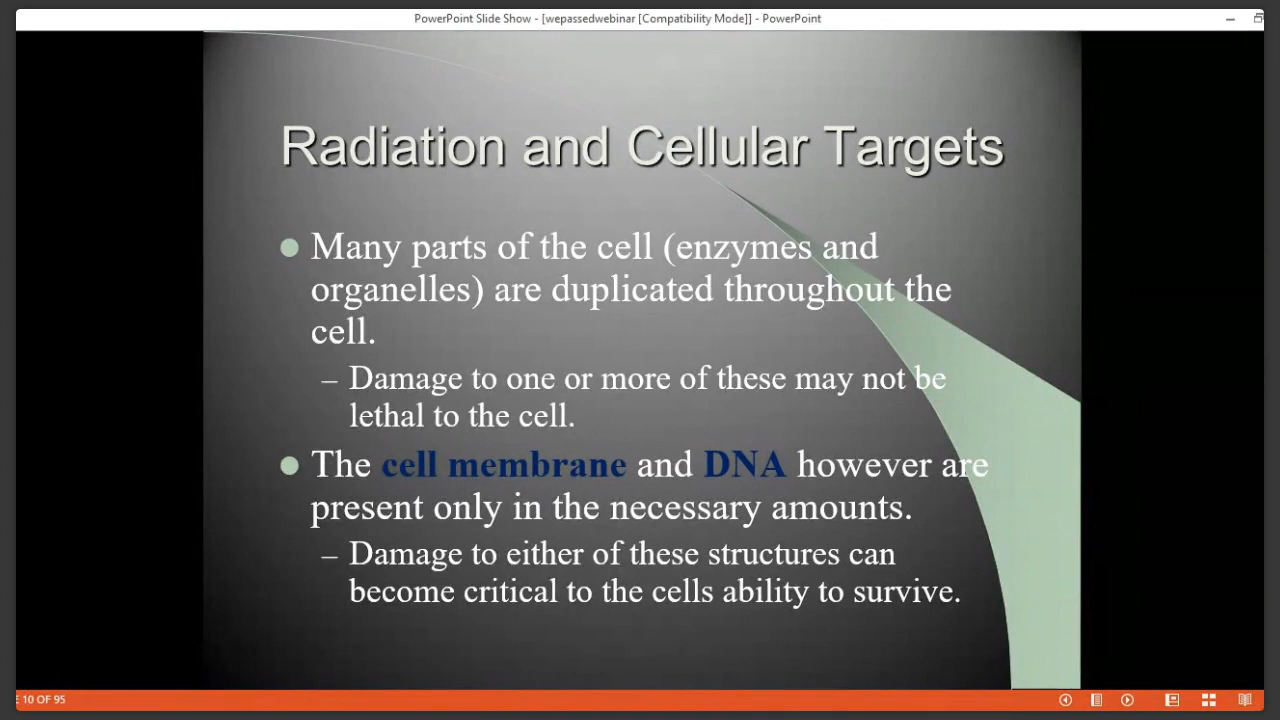 PowerPoint Slide Show - [wepassedwebinar [Compatibility Mode]] - PowerPoint
Radiation and Cellular Targets
Many parts of the cell (enzymes and
organelles) are duplicated throughout the
cell.
– Damage to one or more of these may not be
lethal to the cell.
The cell membrane and DNA however are
present only in the necessary amounts.
– Damage to either of these structures can
become critical to the cells ability to survive.
E 10 OF 95